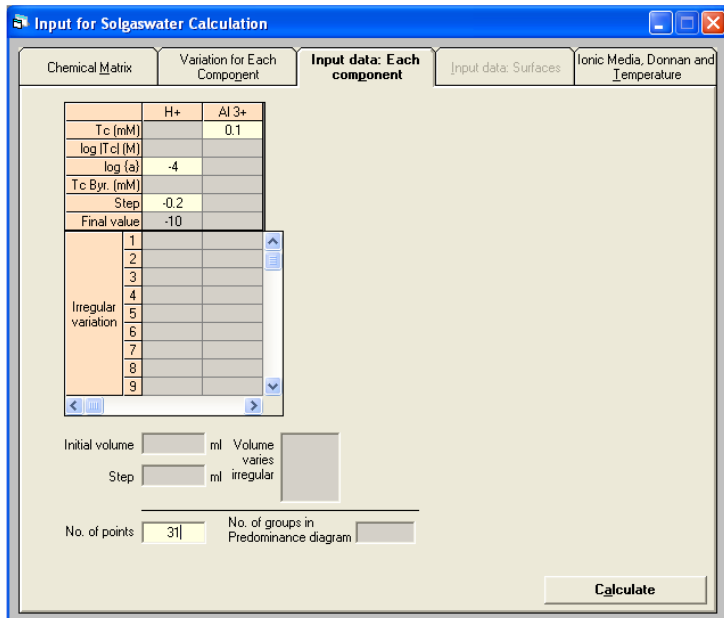 Input for Solgaswater Calculation
Chemical Matrix
Variation for Each
Component
Input data: Each
component
Input data: Surfaces
Ionic Media, Donnan and
Temperature
H+ Al 3+
Tc (mM) 0.1
log |Tc| (M)
log {a} -4
Tc Byr. (mM)
Step -0.2
Final value -10
Irregular
variation
1
2
3
4
5
6
7
8
9
Initial volume ml Volume
varies
irregular
Step ml
No. of points 31 No. of groups in
Predominance diagram
Calculate